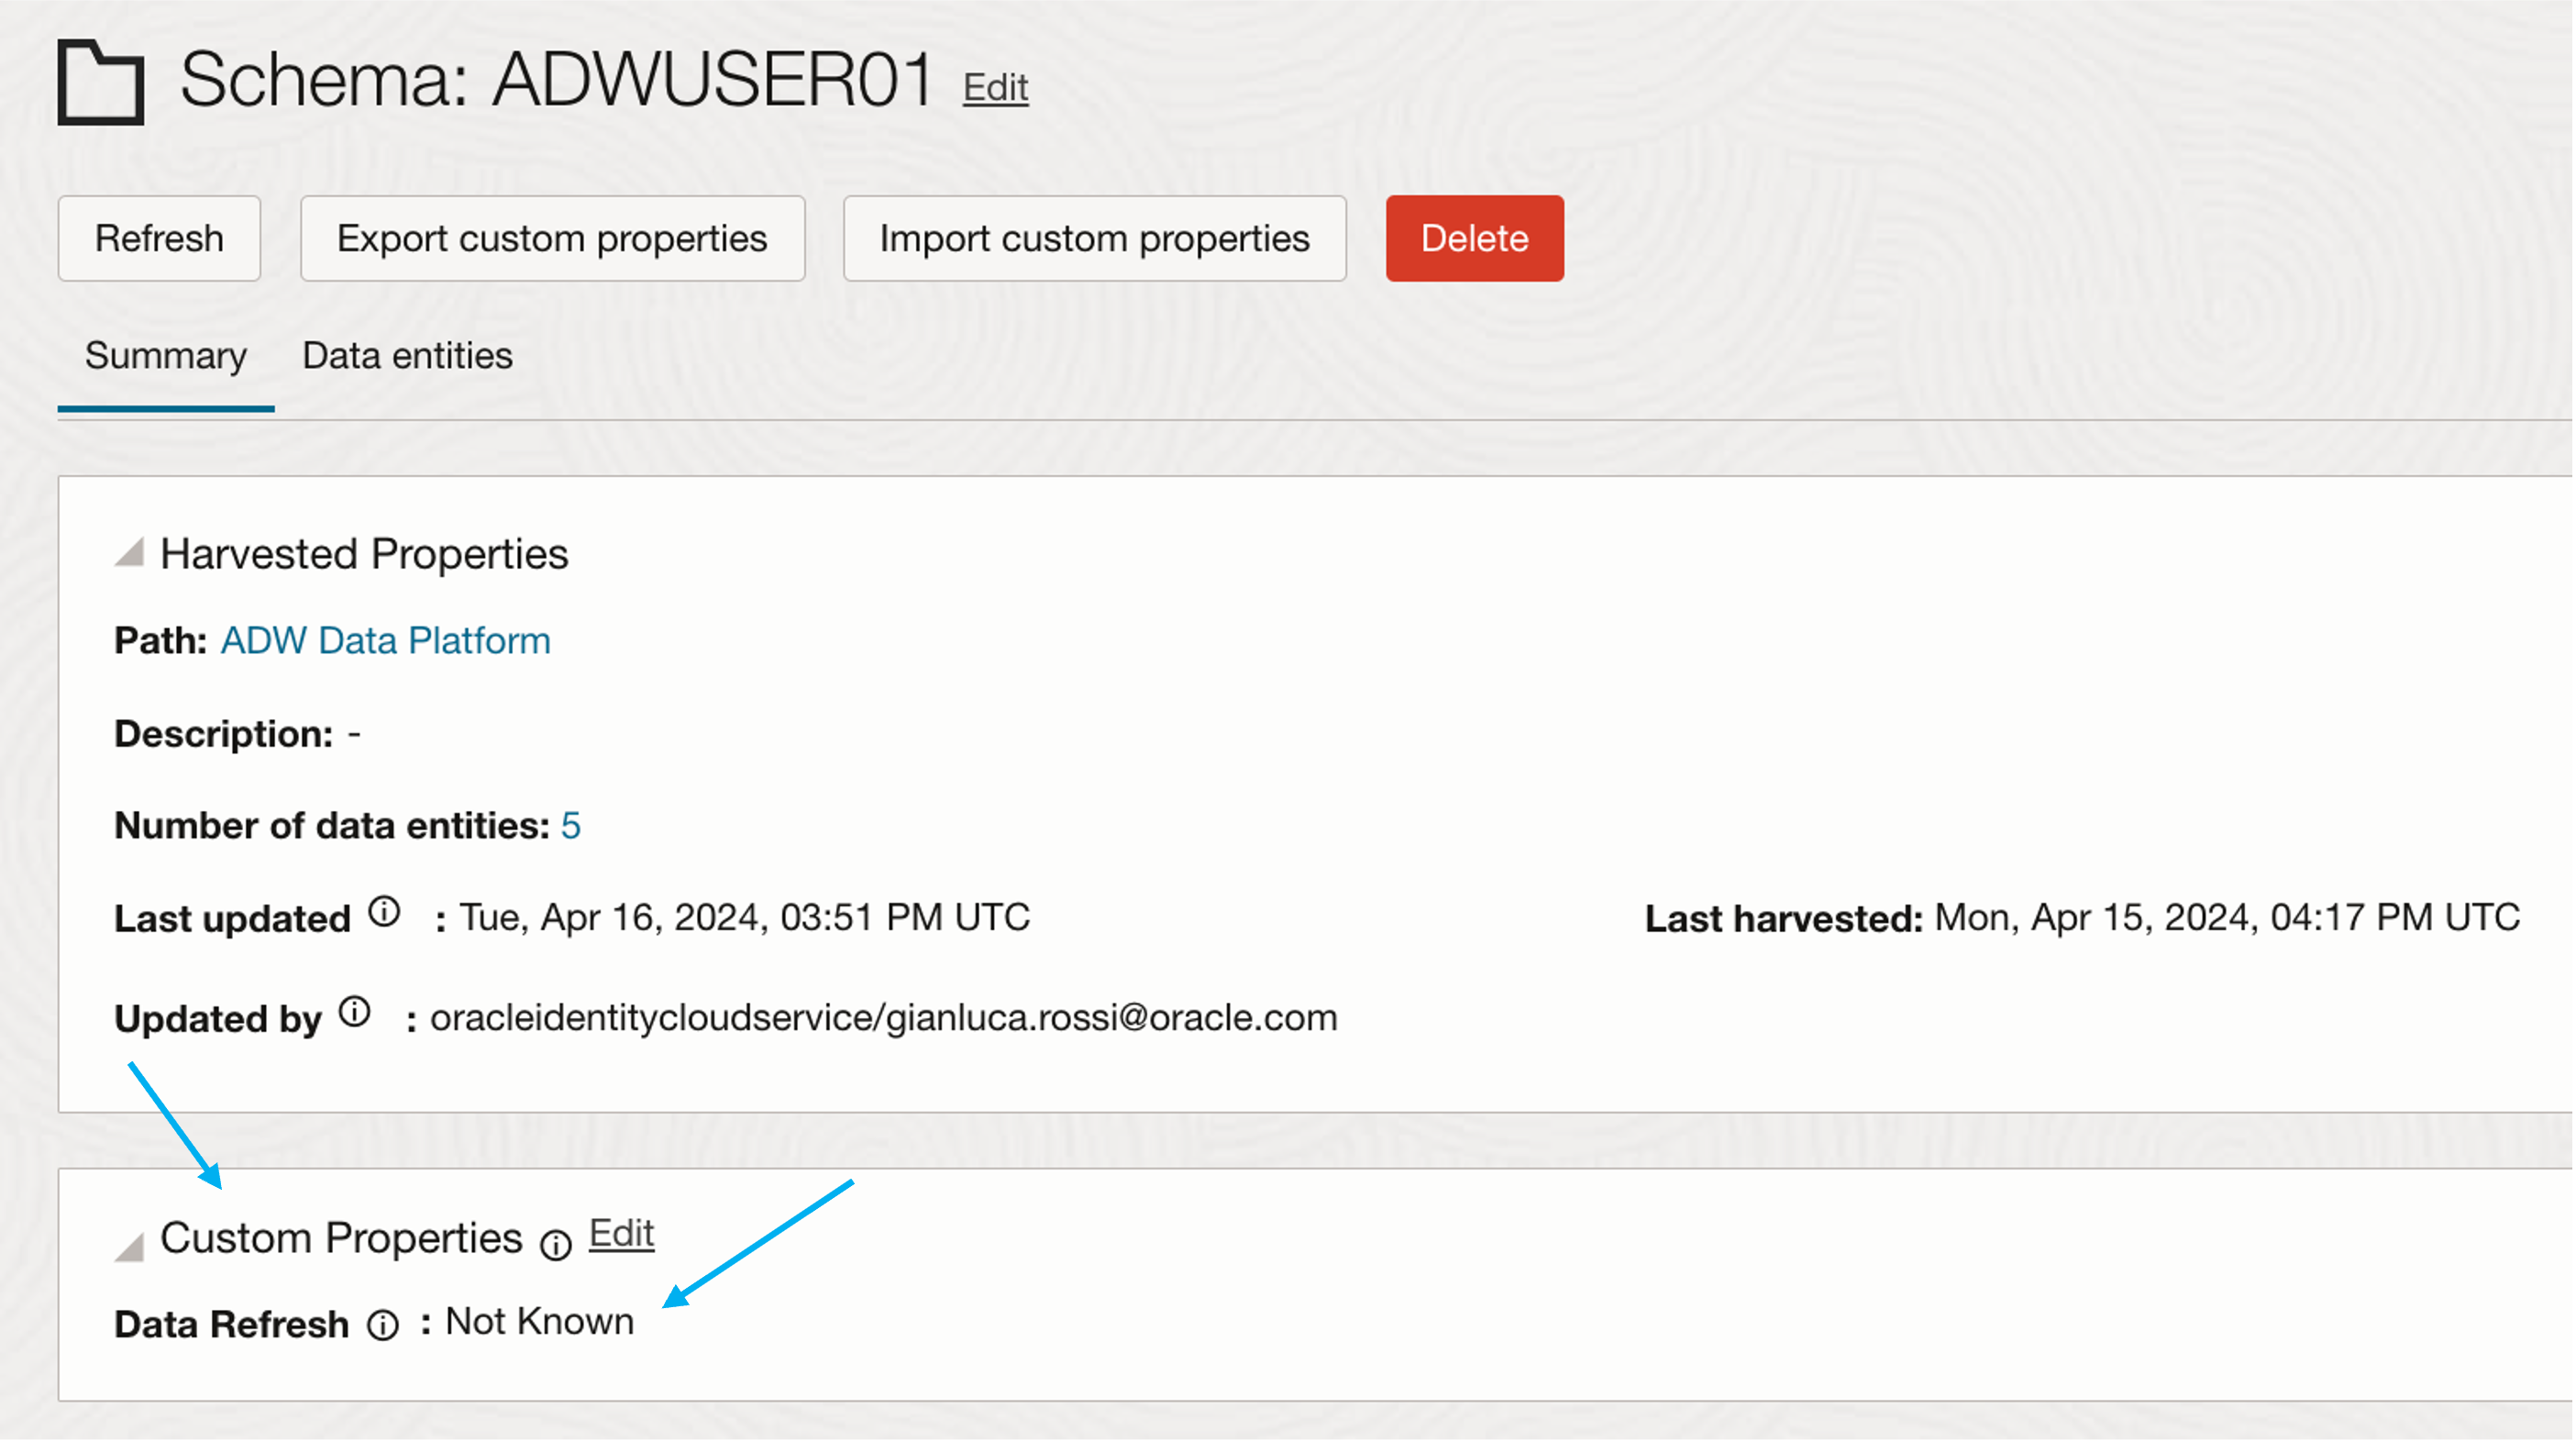 Schema: ADWUSER01 Edit
Refresh Export custom properties Import custom properties Delete
Summary Data entities
Harvested Properties
Path: ADW Data Platform
Description: -
Number of data entities: 5
Last updated : Tue, Apr 16, 2024, 03:51 PM UTC Last harvested: Mon, Apr 15, 2024, 04:17 PM UTC
Updated by : oracleidentitycloudservice/gianluca.rossi@oracle.com
Custom Properties Edit
Data Refresh : Not Known